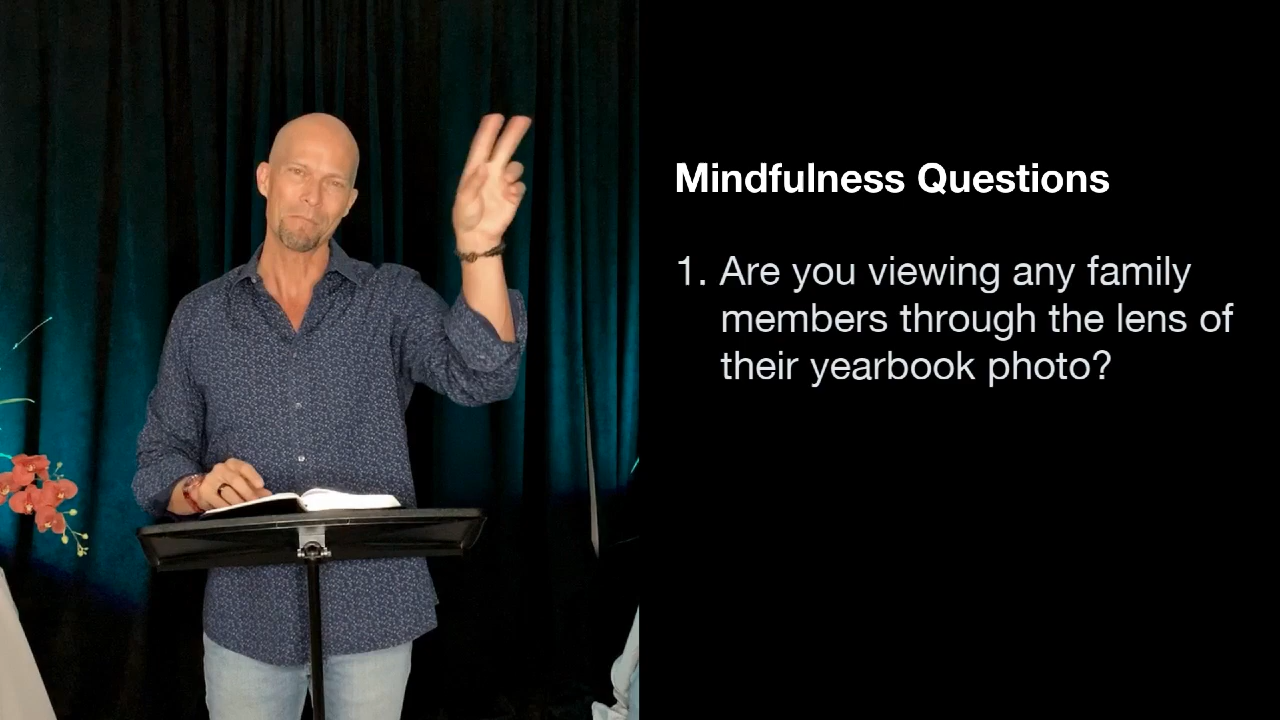 Mindfulness Questions
1. Are you viewing any family
members through the lens of
their yearbook photo?